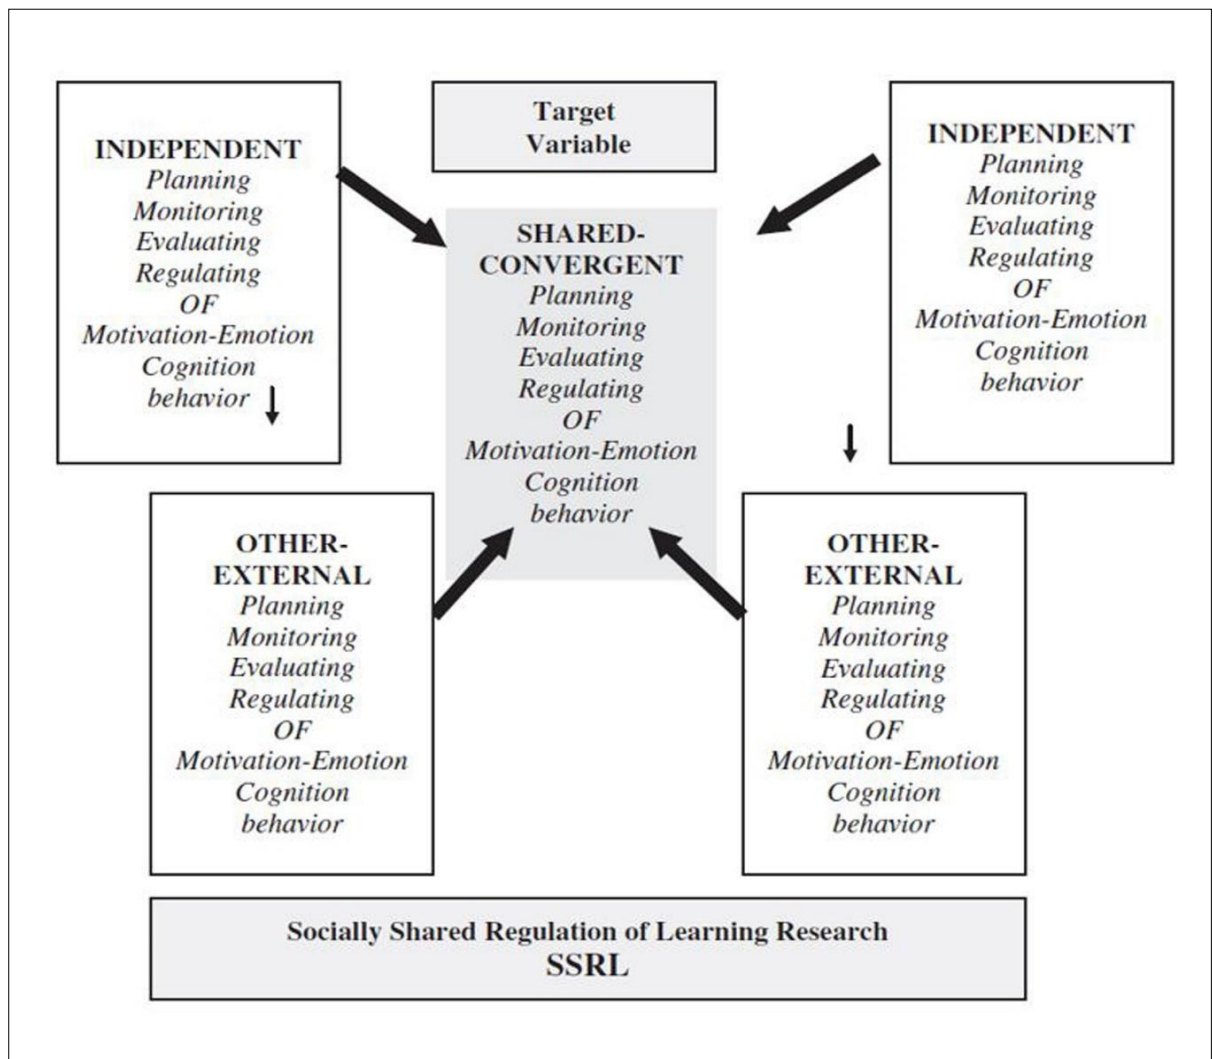 INDEPENDENT
Planning
Monitoring
Evaluating
Regulating
OF
Motivation-Emotion
Cognition
behavior
Target
Variable
SHARED-
CONVERGENT
Planning
Monitoring
Evaluating
Regulating
OF
Motivation-Emotion
Cognition
behavior
INDEPENDENT
Planning
Monitoring
Evaluating
Regulating
OF
Motivation-Emotion
Cognition
behavior
OTHER-
EXTERNAL
Planning
Monitoring
Evaluating
Regulating
OF
Motivation-Emotion
Cognition
behavior
OTHER-
EXTERNAL
Planning
Monitoring
Evaluating
Regulating
OF
Motivation-Emotion
Cognition
behavior
Socially Shared Regulation of Learning Research
SSRL